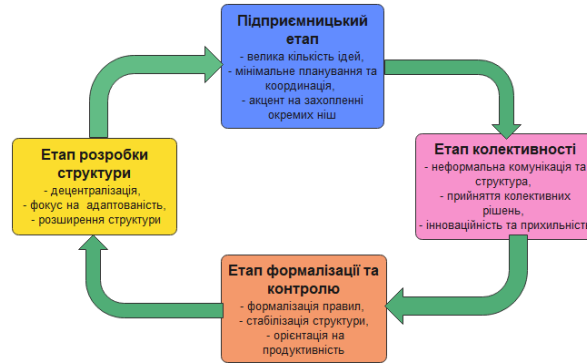 Підприємницький
етап
- велика кількість ідей,
- мінімальне планування та
координація,
- акцент на захопленні
окремих ніш
Етап колективності
- неформальна комунікація та
структура,
- прийняття колективних
рішень,
- інноваційність та прихильність
Етап формалізації та
контролю
- формалізація правил,
- стабілізація структури,
- орієнтація на
продуктивність
Етап розробки
структури
- децентралізація,
- фокус на адаптованість,
- розширення структури